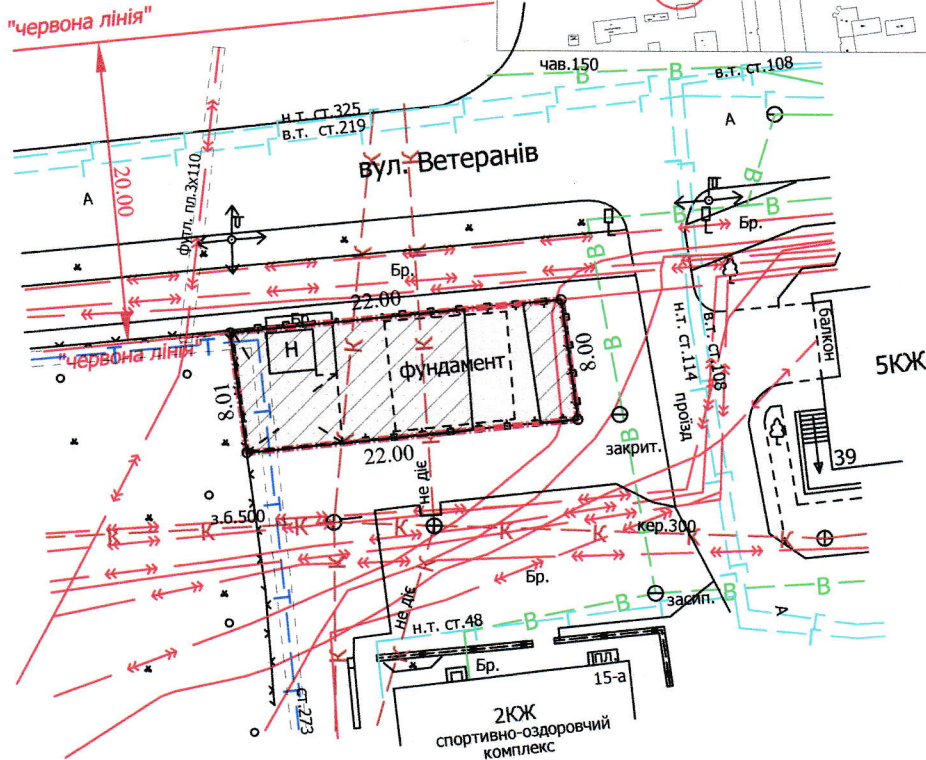 "червона лінія"
чав.150
В
В
в.т. ст.108
н.т. ст.325
в.т. ст.219
А
К
К
вул. Ветеранів
20.00
А
футл. пл.3х110
В
В
В
Бр.
К
К
Бр.
22.00
В
Бр.
"червона лінія"
Т
Н
К
К
фундамент
8.00
8.01
н.т. ст.114
в.т. ст.108
проїзд
балкон
5КЖ
Т
22.00
К
В
закрит.
39
не діє
з.б.500
К
К
К
К
К
кер.300
К
К
Т
К
К
Бр.
не діє
В
засип.
В
В
В
А
н.т. ст.48
Т
К
К
Бр.
пл.
15-а
ст.273
2КЖ
спортивно-оздоровчий
комплекс